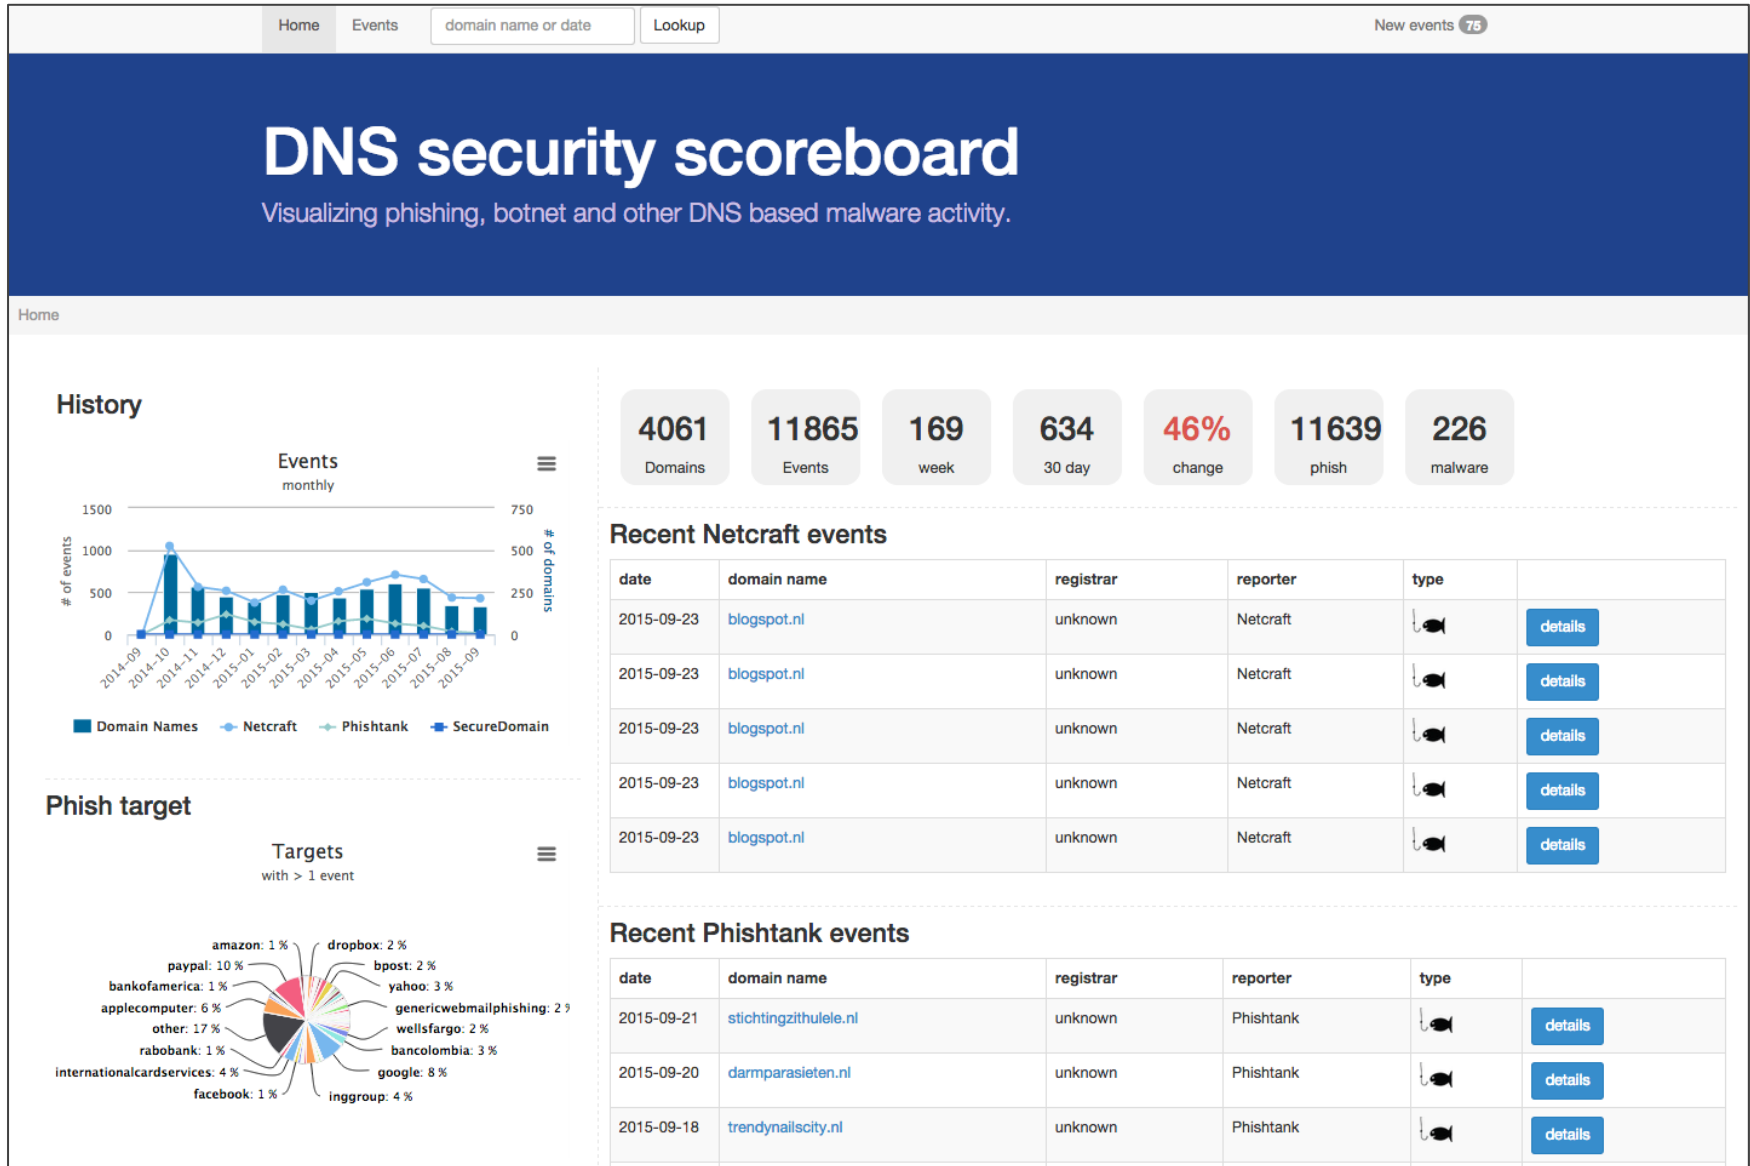 Home Events domain name or date Lookup New events 75
DNS security scoreboard
Visualizing phishing, botnet and other DNS based malware activity.
Home
History
Events
monthly
1500 750
1000 500
500 250
0 0
# of events
# of domains
2014-09 2014-10 2014-11 2014-12 2015-01 2015-02 2015-03 2015-04 2015-05 2015-06 2015-07 2015-08 2015-09
Domain Names Netcraft Phishtank SecureDomain
Phish target
Targets
with > 1 event
amazon: 1 % dropbox: 2 %
paypal: 10 % bpost: 2 %
bankofamerica: 1 % yahoo: 3 %
applecomputer: 6 % genericwebmailphishing: 2 %
other: 17 % wellsfargo: 2 %
rabobank: 1 % bancolombia: 3 %
internationalcardservices: 4 % google: 8 %
facebook: 1 % inggroup: 4 %
4061 11865 169 634 46% 11639 226
Domains Events week 30 day change phish malware
Recent Netcraft events
date domain name registrar reporter type
2015-09-23 blogspot.nl unknown Netcraft details
2015-09-23 blogspot.nl unknown Netcraft details
2015-09-23 blogspot.nl unknown Netcraft details
2015-09-23 blogspot.nl unknown Netcraft details
2015-09-23 blogspot.nl unknown Netcraft details
Recent Phishtank events
date domain name registrar reporter type
2015-09-21 stichtingzithulele.nl unknown Phishtank details
2015-09-20 darmparasieten.nl unknown Phishtank details
2015-09-18 trendynailscity.nl unknown Phishtank details